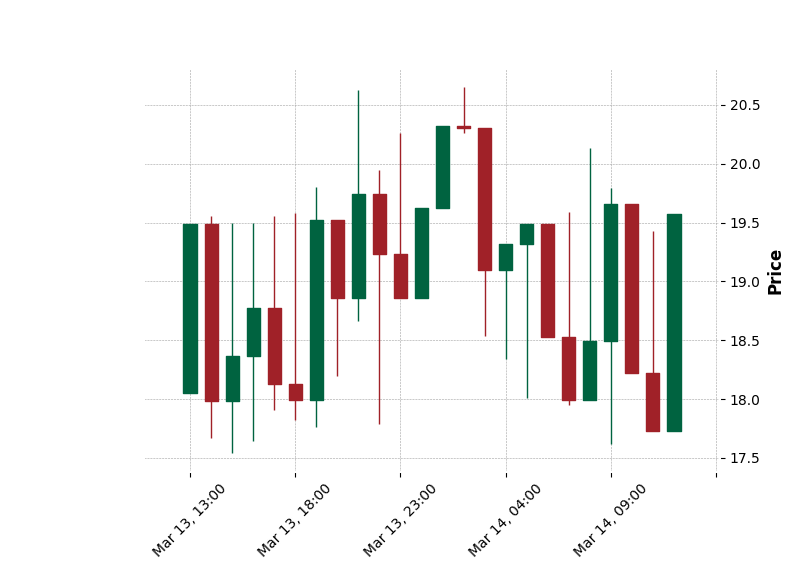 20.5
20.0
19.5
19.0
18.5
18.0
17.5
Price
Mar 13, 13:00
Mar 13, 18:00
Mar 13, 23:00
Mar 14, 04:00
Mar 14, 09:00